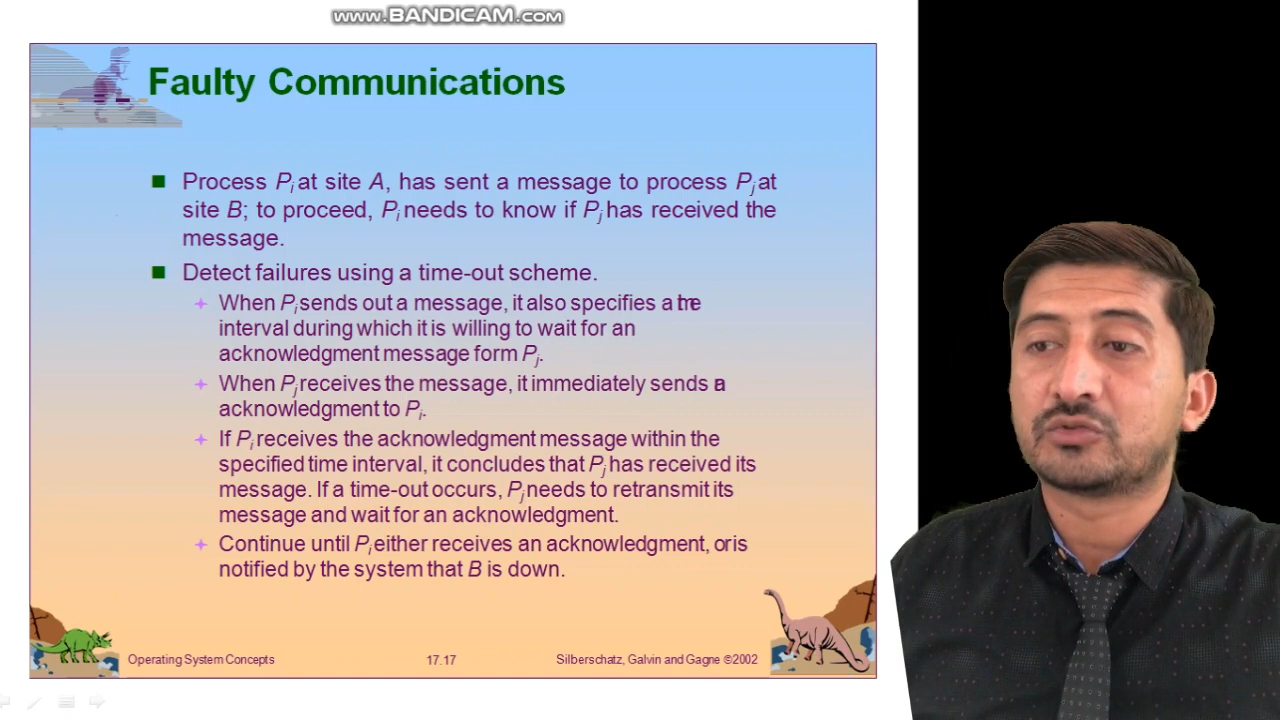 www.BANDICAM.com
Faulty Communications
Process Pi at site A, has sent a message to process Pj at
site B; to proceed, Pi needs to know if Pj has received the
message.
Detect failures using a time-out scheme.
When Pi sends out a message, it also specifies a time
interval during which it is willing to wait for an
acknowledgment message form Pj.
When Pj receives the message, it immediately sends an
acknowledgment to Pi.
If Pi receives the acknowledgment message within the
specified time interval, it concludes that Pj has received its
message. If a time-out occurs, Pj needs to retransmit its
message and wait for an acknowledgment.
Continue until Pi either receives an acknowledgment, or is
notified by the system that B is down.
Operating System Concepts
17.17
Silberschatz, Galvin and Gagne ©2002